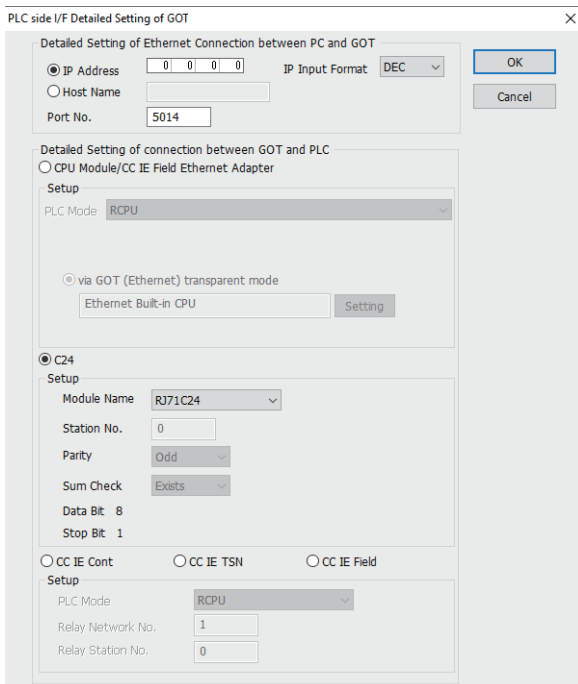 PLC side I/F Detailed Setting of GOT
Detailed Setting of Ethernet Connection between PC and GOT
IP Address 0 0 0 0 IP Input Format DEC
OK
Host Name
Cancel
Port No. 5014
Detailed Setting of connection between GOT and PLC
CPU Module/CC IE Field Ethernet Adapter
Setup
PLC Mode RCPU
via GOT (Ethernet) transparent mode
Ethernet Built-in CPU Setting
C24
Setup
Module Name RJ71C24
Station No. 0
Parity Odd
Sum Check Exists
Data Bit 8
Stop Bit 1
CC IE Cont CC IE TSN CC IE Field
Setup
PLC Mode RCPU
Relay Network No. 1
Relay Station No. 0